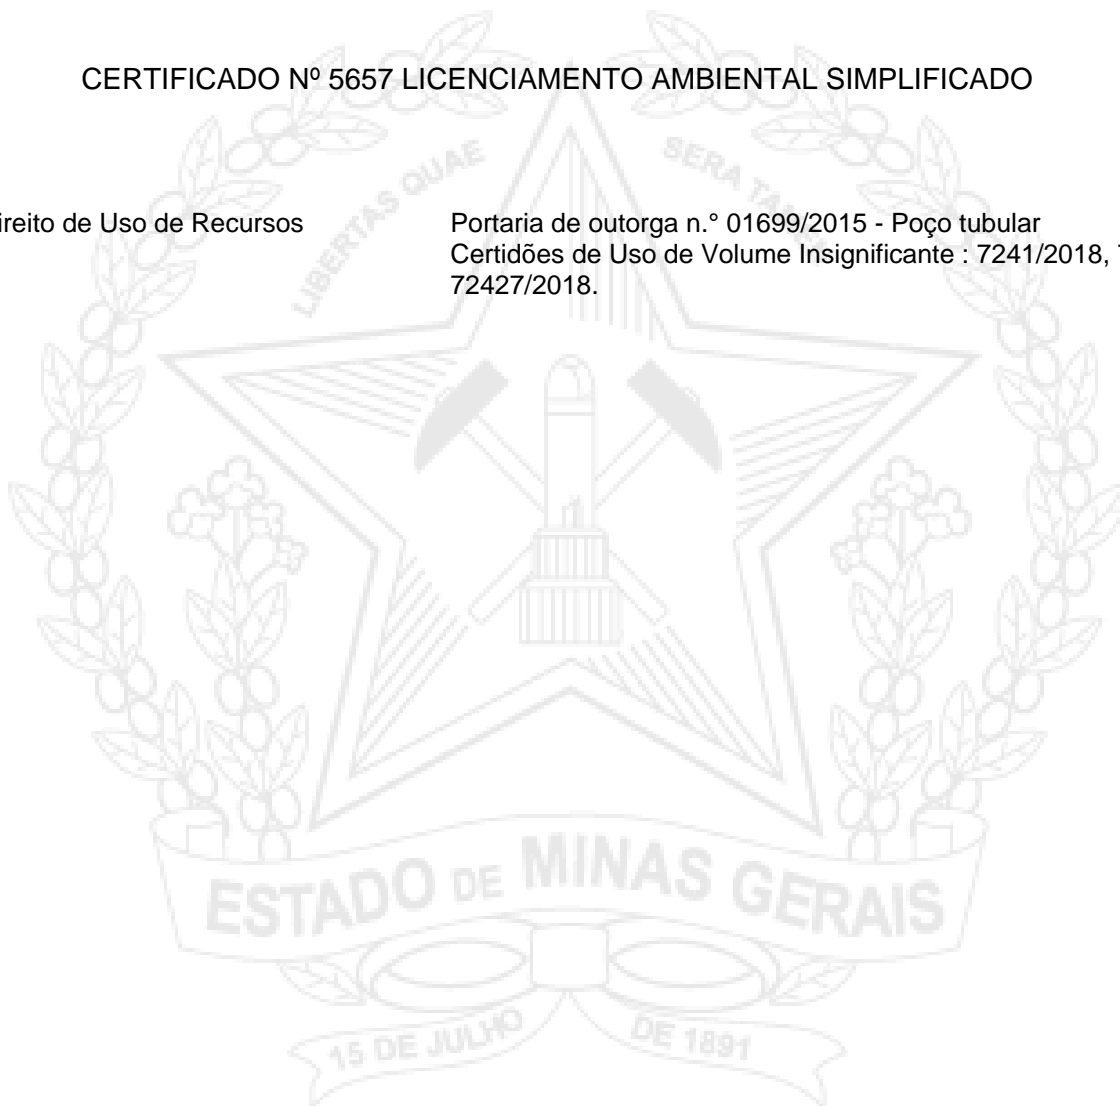 CERTIFICADO Nº 5657 LICENCIAMENTO AMBIENTAL SIMPLIFICADO
LIBERTAS QUAE SERA TAMEN
ireito de Uso de Recursos
Portaria de outorga n.° 01699/2015 - Poço tubular
Certidões de Uso de Volume Insignificante : 7241/2018,
72427/2018.
ESTADO DE MINAS GERAIS
15 DE JULHO DE 1891